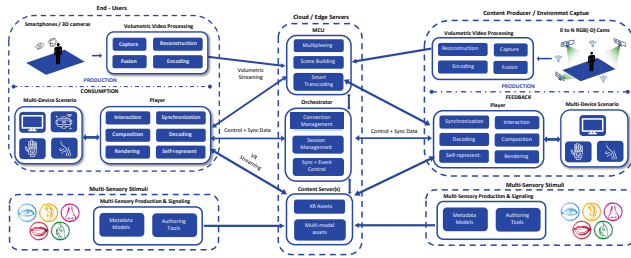 End - Users
Cloud / Edge Servers
Content Producer / Environmet Captue
Smartphones / 3D cameras
Volumetric Video Processing
Capture
Reconstruction
Fusion
Encoding
PRODUCTION
CONSUMPTION
Multi-Device Scenario
Player
Interaction
Synchronization
Composition
Decoding
Rendering
Self-represent
Multi-Sensory Stimuli
Multi-Sensory Production & Signaling
Metadata
Models
Authoring
Tools
Volumetric
Streaming
Control + Sync Data
VR
Streaming
MCU
Multiplexing
Scene Building
Smart
Transcoding
Orchestrator
Connection
Management
Session
Management
Sync + Event
Control
Content Server(s)
XR Assets
Multi-modal
assets
Control + Sync Data
Volumetric Video Processing
0 to N RGB(-D) Cams
Reconstruction
Capture
Encoding
Fusion
PRODUCTION
FEEDBACK
Player
Multi-Device Scenario
Synchronization
Interaction
Decoding
Composition
Self-represent.
Rendering
Multi-Sensory Stimuli
Multi-Sensory Production & Signaling
Metadata
Models
Authoring
Tools